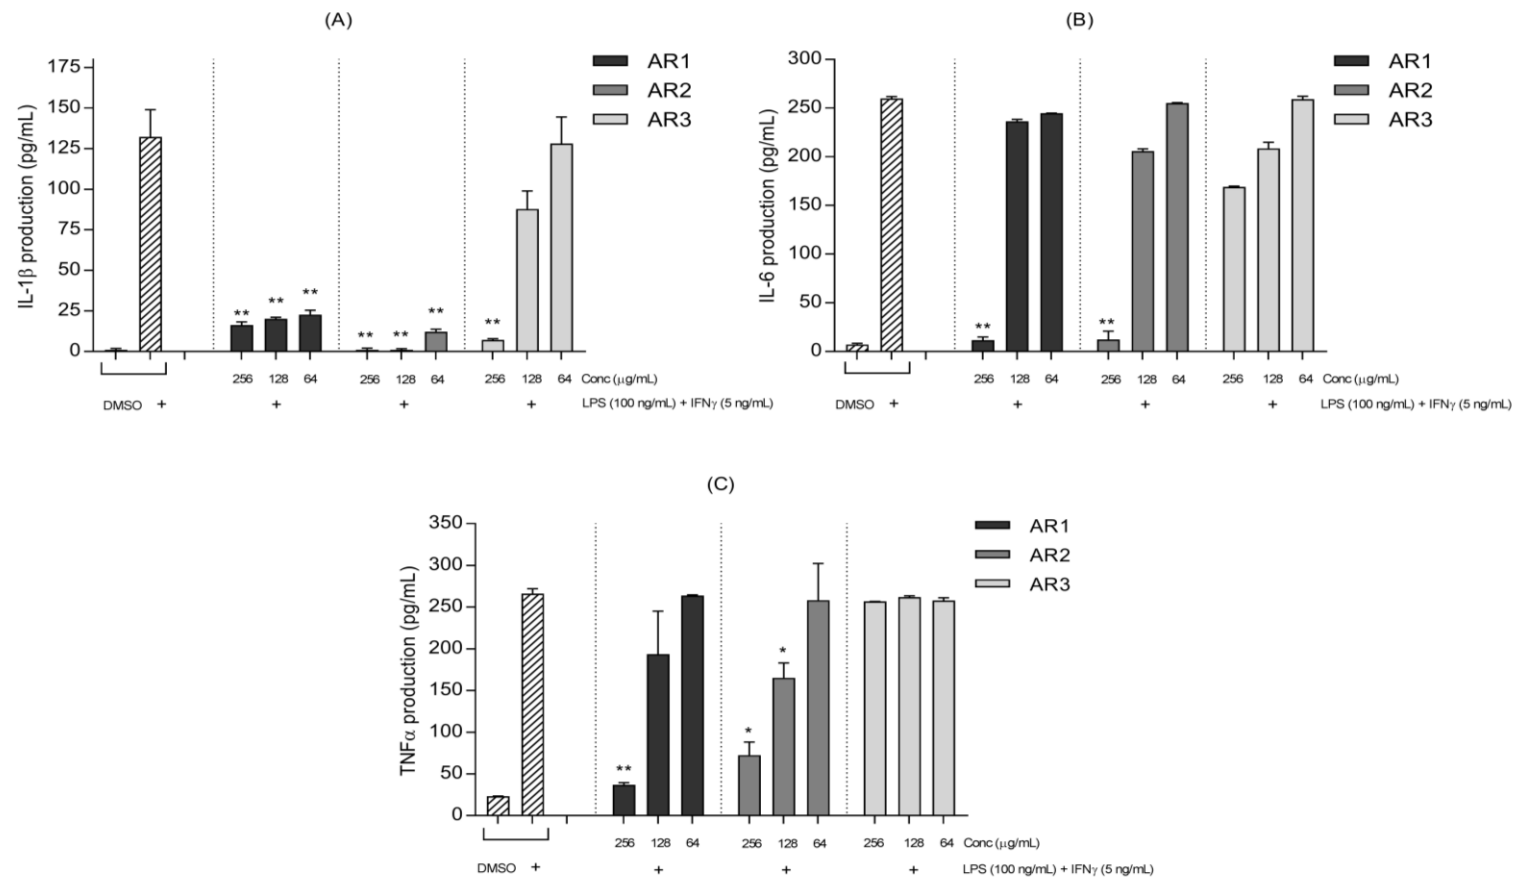 (A)
175
150
125
100
75
50
25
0
IL-1β production (pg/mL)
AR1
AR2
AR3
** ** ** ** ** ** **
256 128 64 256 128 64 256 128 64 Conc (μg/mL)
DMSO + + + + LPS (100 ng/mL) + IFNγ (5 ng/mL)
(B)
300
250
200
150
100
50
0
IL-6 production (pg/mL)
AR1
AR2
AR3
** **
256 128 64 256 128 64 256 128 64 Conc (μg/mL)
DMSO + + + + LPS (100 ng/mL) + IFNγ (5 ng/mL)
(C)
350
300
250
200
150
100
50
0
TNFα production (pg/mL)
AR1
AR2
AR3
** * *
256 128 64 256 128 64 256 128 64 Conc (μg/mL)
DMSO + + + + LPS (100 ng/mL) + IFNγ (5 ng/mL)